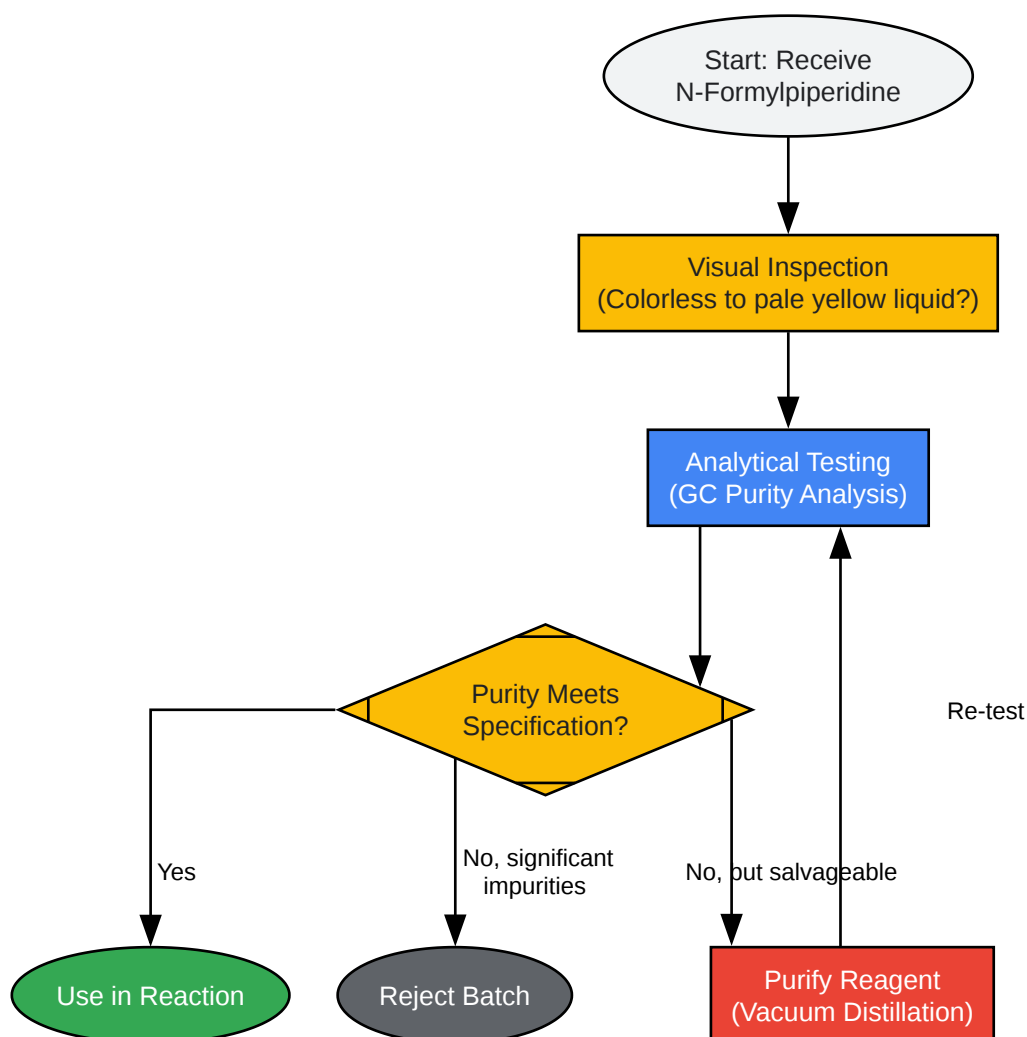 Start: Receive
N-Formylpiperidine
Visual Inspection
(Colorless to pale yellow liquid?)
Analytical Testing
(GC Purity Analysis)
Purity Meets
Specification?
Re-test
Yes
No, significant
impurities
No, but salvageable
Use in Reaction
Reject Batch
Purify Reagent
(Vacuum Distillation)